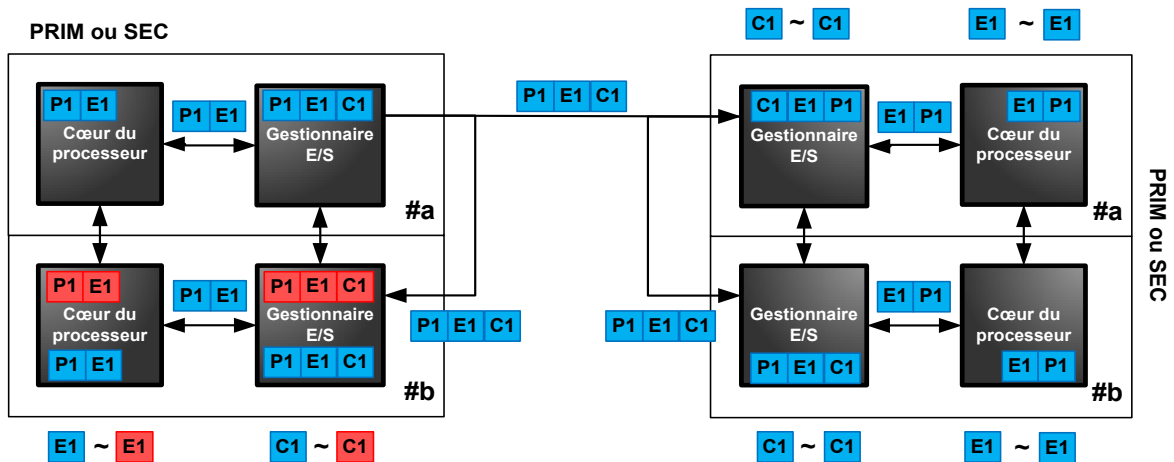 C1 ~ C1
E1 ~ E1
PRIM ou SEC
P1 E1
Cœur du
processeur
P1 E1
P1 E1 C1
Gestionnaire
E/S
#a
P1 E1 C1
C1 E1 P1
Gestionnaire
E/S
E1 P1
E1 P1
Cœur du
processeur
#a
PRIM ou SEC
P1 E1
Cœur du
processeur
P1 E1
P1 E1
P1 E1 C1
Gestionnaire
E/S
P1 E1 C1
#b
P1 E1 C1
P1 E1 C1
Gestionnaire
E/S
P1 E1 C1
E1 P1
Cœur du
processeur
E1 P1
#b
E1 ~ E1
C1 ~ C1
C1 ~ C1
E1 ~ E1